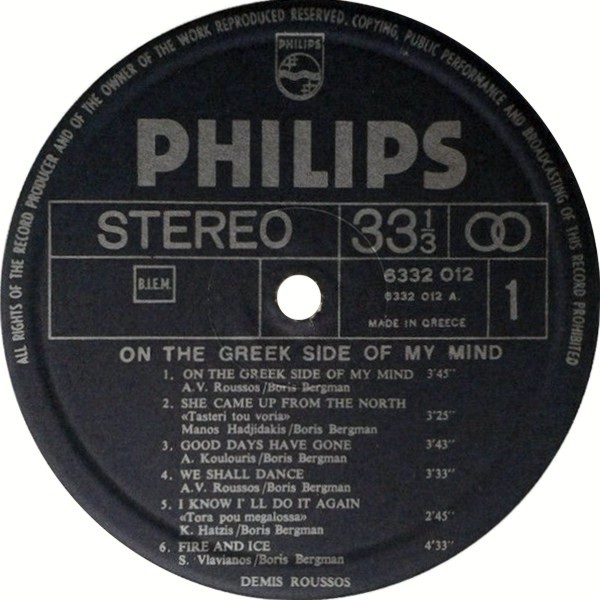 ALL RIGHTS OF THE RECORD PRODUCER AND OF THE OWNER OF THE WORK REPRODUCED RESERVED. COPYING, PUBLIC PERFORMANCE AND BROADCASTING OF THIS RECORD PROHIBITED
PHILIPS
PHILIPS
STEREO 33 1/3
B.I.E.M. 6332 012
6332 012 A. 1
MADE IN GREECE
ON THE GREEK SIDE OF MY MIND
1. ON THE GREEK SIDE OF MY MIND 3'45"
A.V. Roussos/Boris Bergman
2. SHE CAME UP FROM THE NORTH
«Tasteri tou voria» 3'25"
Manos Hadjidakis/Boris Bergman
3. GOOD DAYS HAVE GONE 3'43"
A. Koulouris/Boris Bergman
4. WE SHALL DANCE 3'33"
A.V. Roussos/Boris Bergman
5. I KNOW I' LL DO IT AGAIN
«Tora pou megalossa» 2'45"
K. Hatzis/Boris Bergman
6. FIRE AND ICE 4'33"
S. Vlavianos/Boris Bergman
DEMIS ROUSSOS